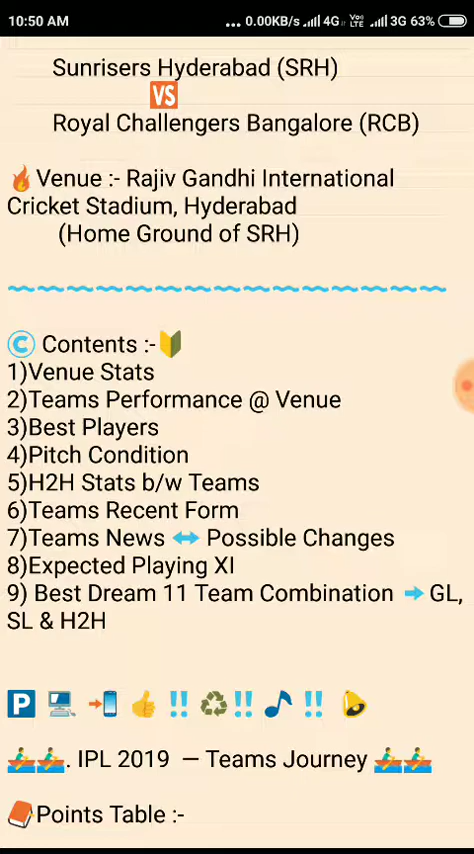 10:50 AM ... 0.00KB/s 4G VoLTE 3G 63%
Sunrisers Hyderabad (SRH)
VS
Royal Challengers Bangalore (RCB)
Venue :- Rajiv Gandhi International
Cricket Stadium, Hyderabad
(Home Ground of SRH)
© Contents :-
1)Venue Stats
2)Teams Performance @ Venue
3)Best Players
4)Pitch Condition
5)H2H Stats b/w Teams
6)Teams Recent Form
7)Teams News ↔ Possible Changes
8)Expected Playing XI
9) Best Dream 11 Team Combination ➡ GL,
SL & H2H
P ‼ ‼ ‼
. IPL 2019 — Teams Journey
Points Table :-